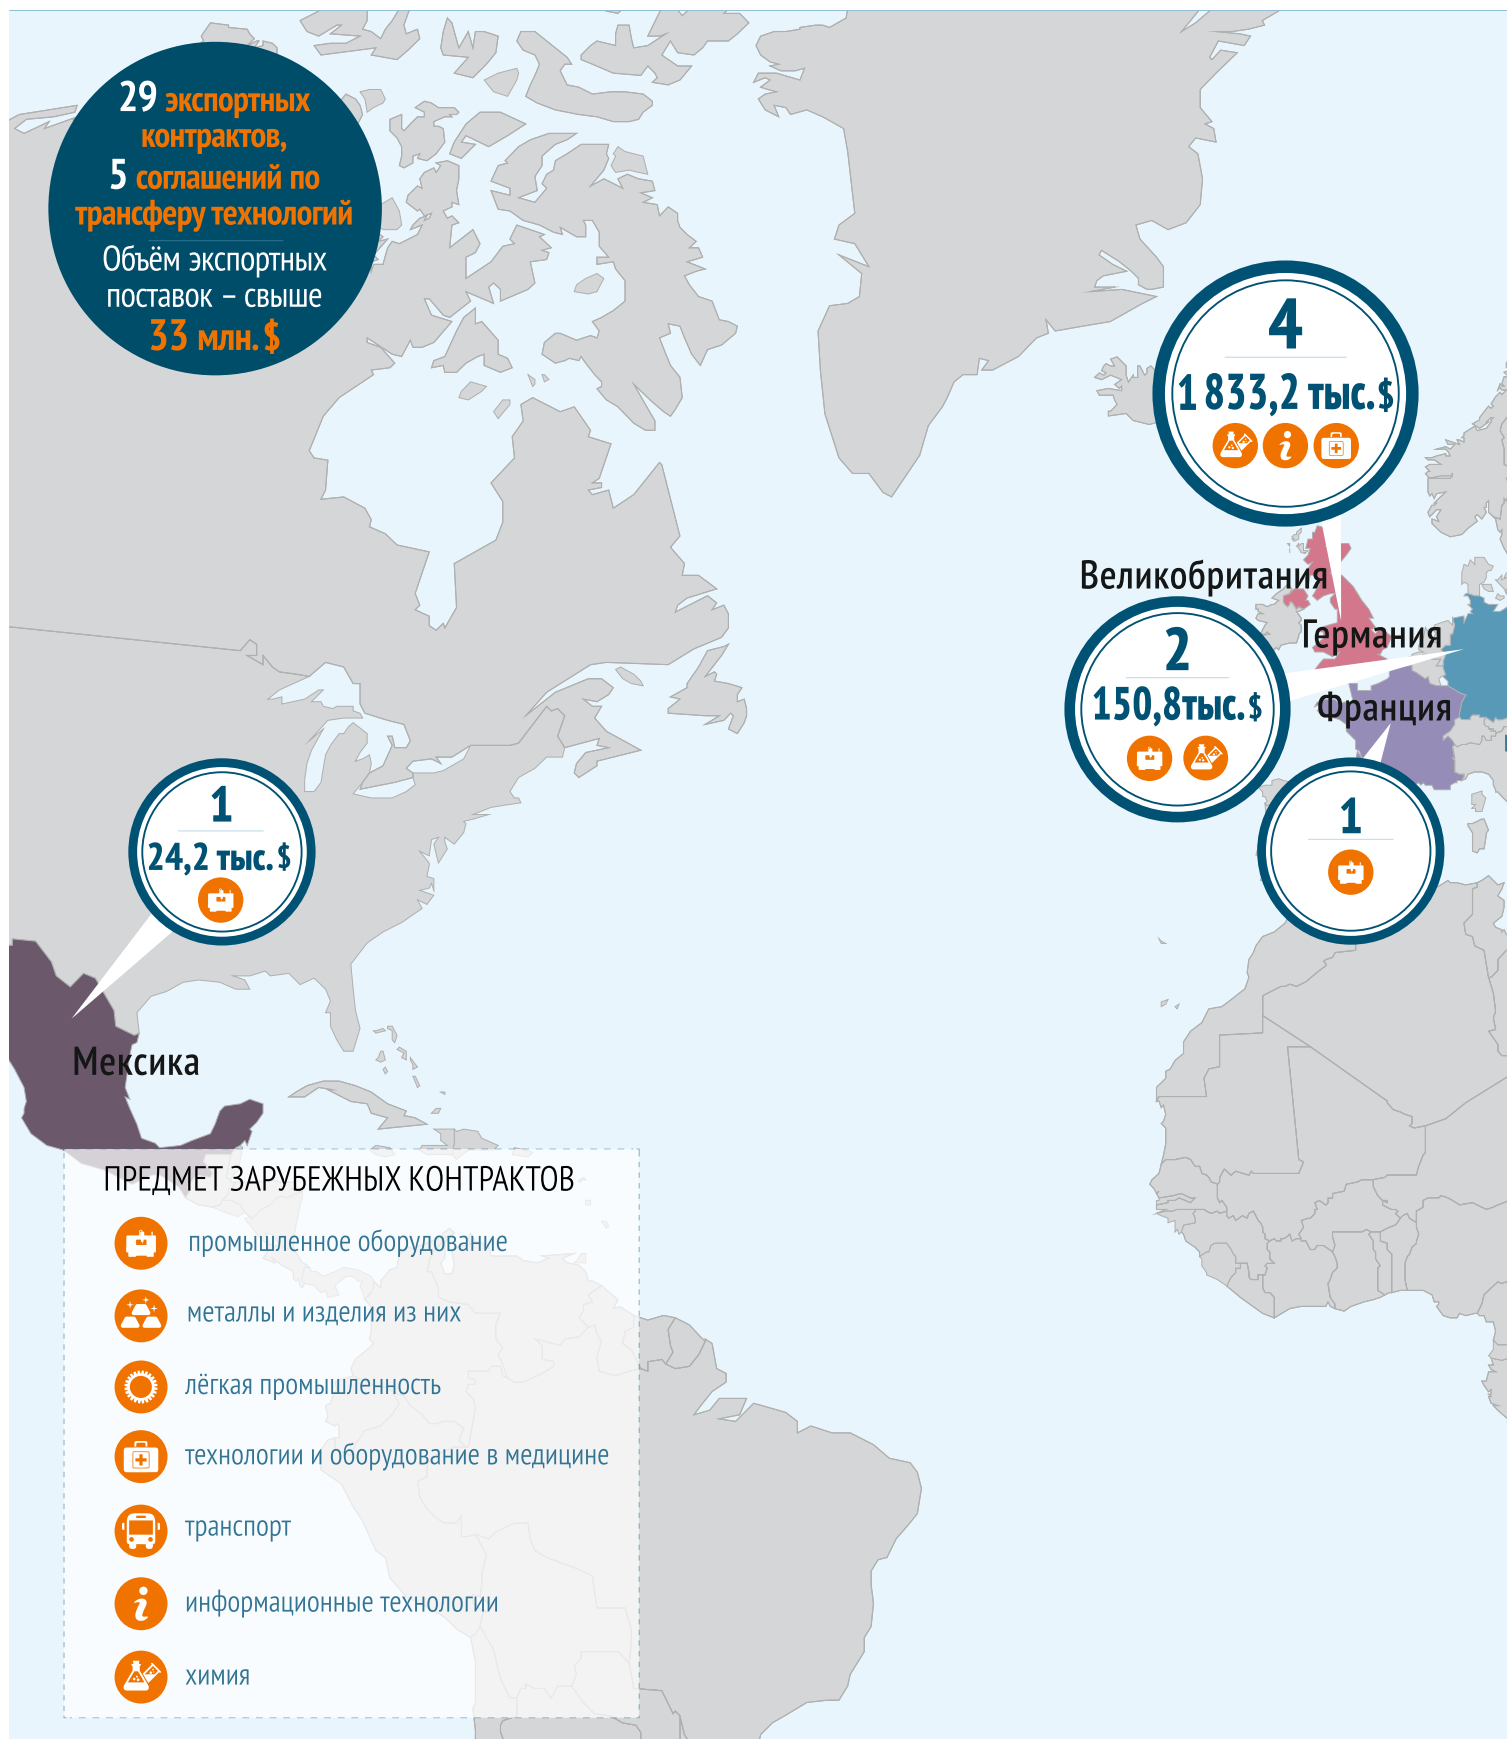 29 экспортных
контрактов,
5 соглашений по
трансферу технологий
Объём экспортных
поставок – свыше
33 млн. $
4
1 833,2 тыс. $
Великобритания
2
150,8тыс. $
Германия
Франция
1
1
24,2 тыс. $
Мексика
ПРЕДМЕТ ЗАРУБЕЖНЫХ КОНТРАКТОВ
промышленное оборудование
металлы и изделия из них
лёгкая промышленность
технологии и оборудование в медицине
транспорт
информационные технологии
химия